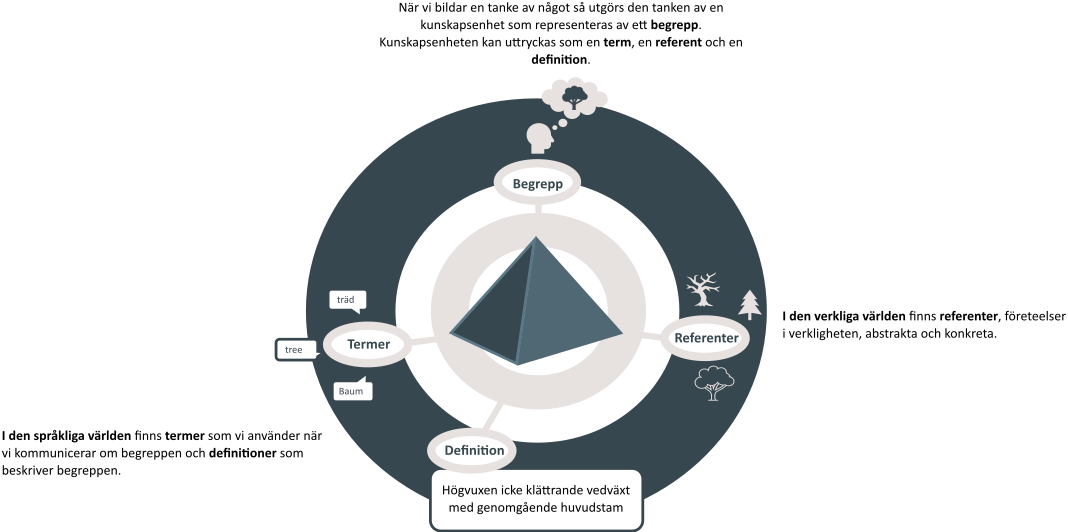 När vi bildar en tanke av något så utgörs den tanken av en
kunskapsenhet som representeras av ett begrepp.
Kunskapsenheten kan uttryckas som en term, en referent och en
definition.
Begrepp
träd
Termer
tree
Baum
Referenter
I den verkliga världen finns referenter, företeelser
i verkligheten, abstrakta och konkreta.
I den språkliga världen finns termer som vi använder när
vi kommunicerar om begreppen och definitioner som
beskriver begreppen.
Definition
Högvuxen icke klättrande vedväxt
med genomgående huvudstam